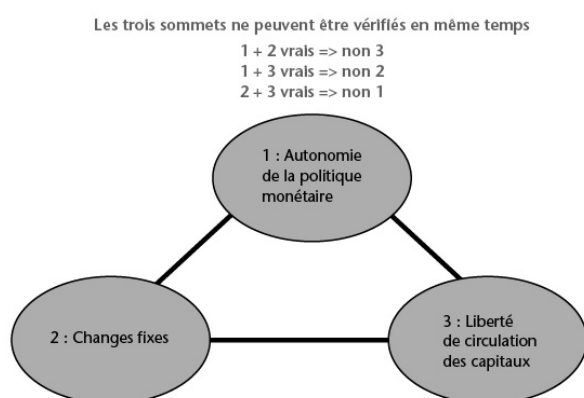 Les trois sommets ne peuvent être vérifiés en même temps
1 + 2 vrais => non 3
1 + 3 vrais => non 2
2 + 3 vrais => non 1
1 : Autonomie
de la politique
monétaire
2 : Changes fixes
3 : Liberté
de circulation
des capitaux